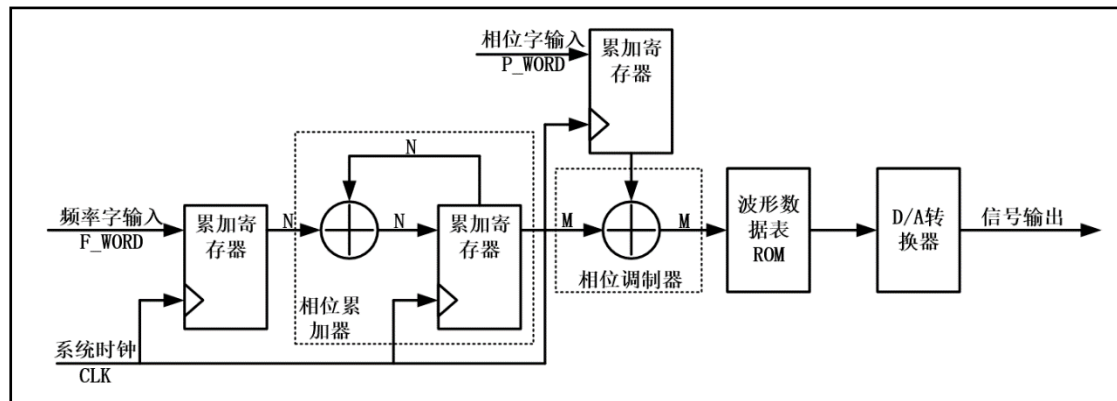 相位字输入
P_WORD
累加寄
存器
N
频率字输入
F_WORD
累加寄
存器
N
N
累加寄
存器
M
M
相位调制器
波形数
据表
ROM
D/A转
换器
信号输出
相位累
加器
系统时钟
CLK